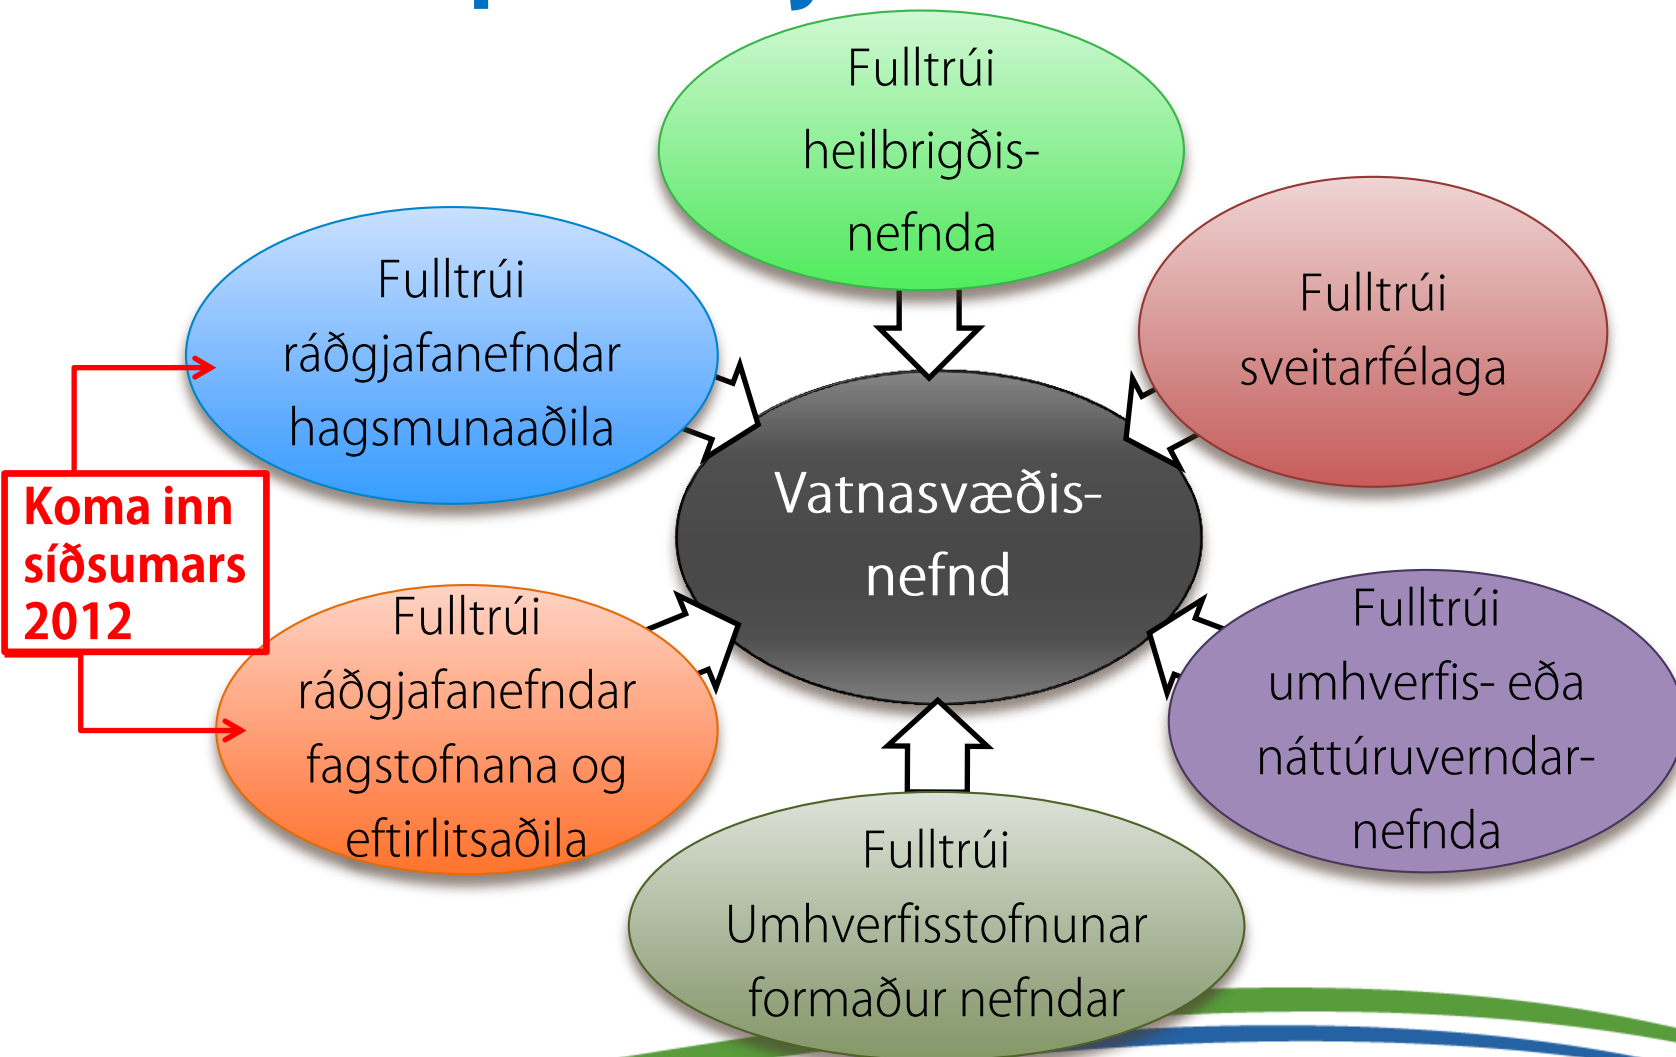 Fulltrúi
heilbrigðis-
nefnda
Fulltrúi
ráðgjafanefndar
hagsmunaaðila
Fulltrúi
sveitarfélaga
Vatnasvæðis-
nefnd
Koma inn
síðsumars
2012
Fulltrúi
ráðgjafanefndar
fagstofnana og
eftirlitsaðila
Fulltrúi
umhverfis- eða
náttúruverndar-
nefnda
Fulltrúi
Umhverfisstofnunar
formaður nefndar